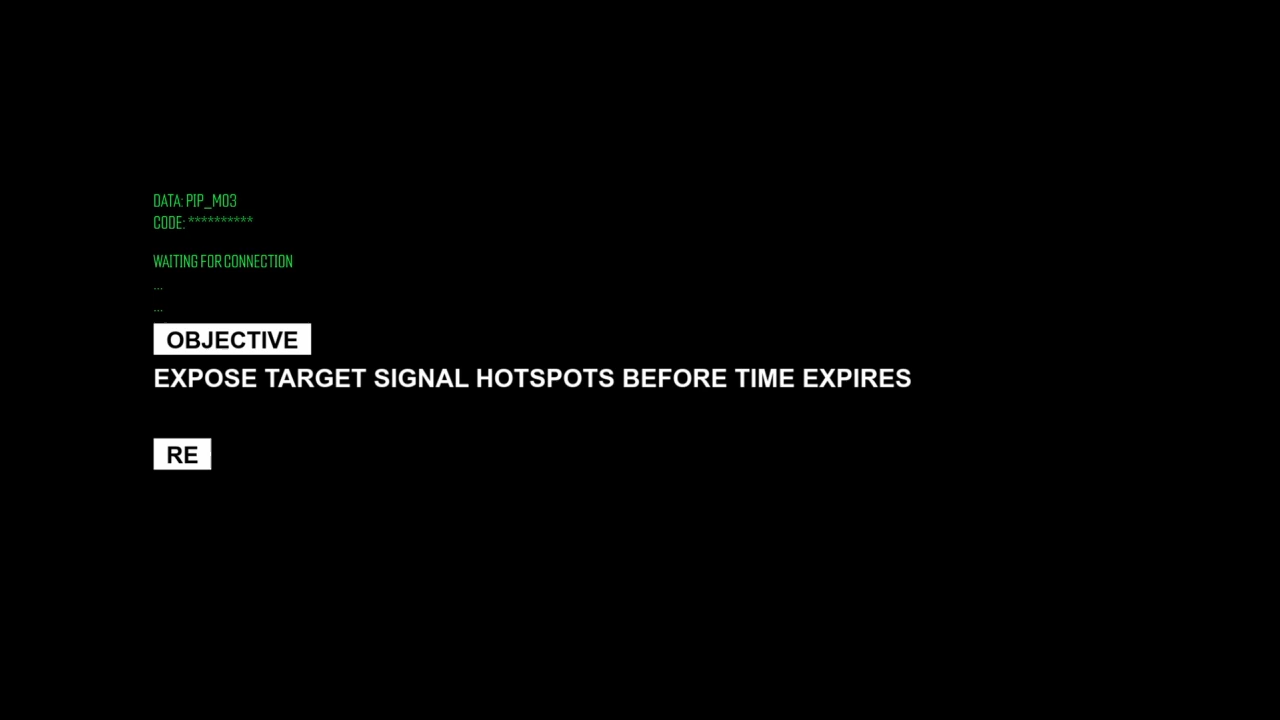 DATA: PIP_M03
CODE: **********
WAITING FOR CONNECTION
...
...
OBJECTIVE
EXPOSE TARGET SIGNAL HOTSPOTS BEFORE TIME EXPIRES
RE